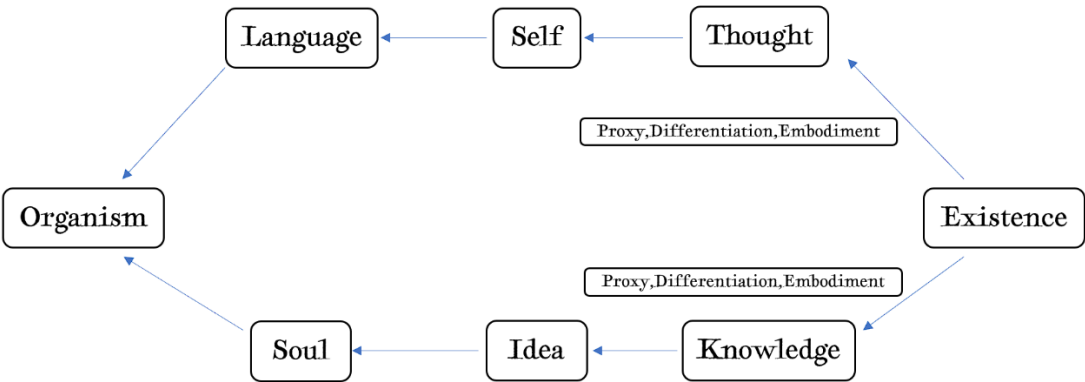 Language
Self
Thought
Proxy,Differentiation,Embodiment
Organism
Existence
Proxy,Differentiation,Embodiment
Soul
Idea
Knowledge